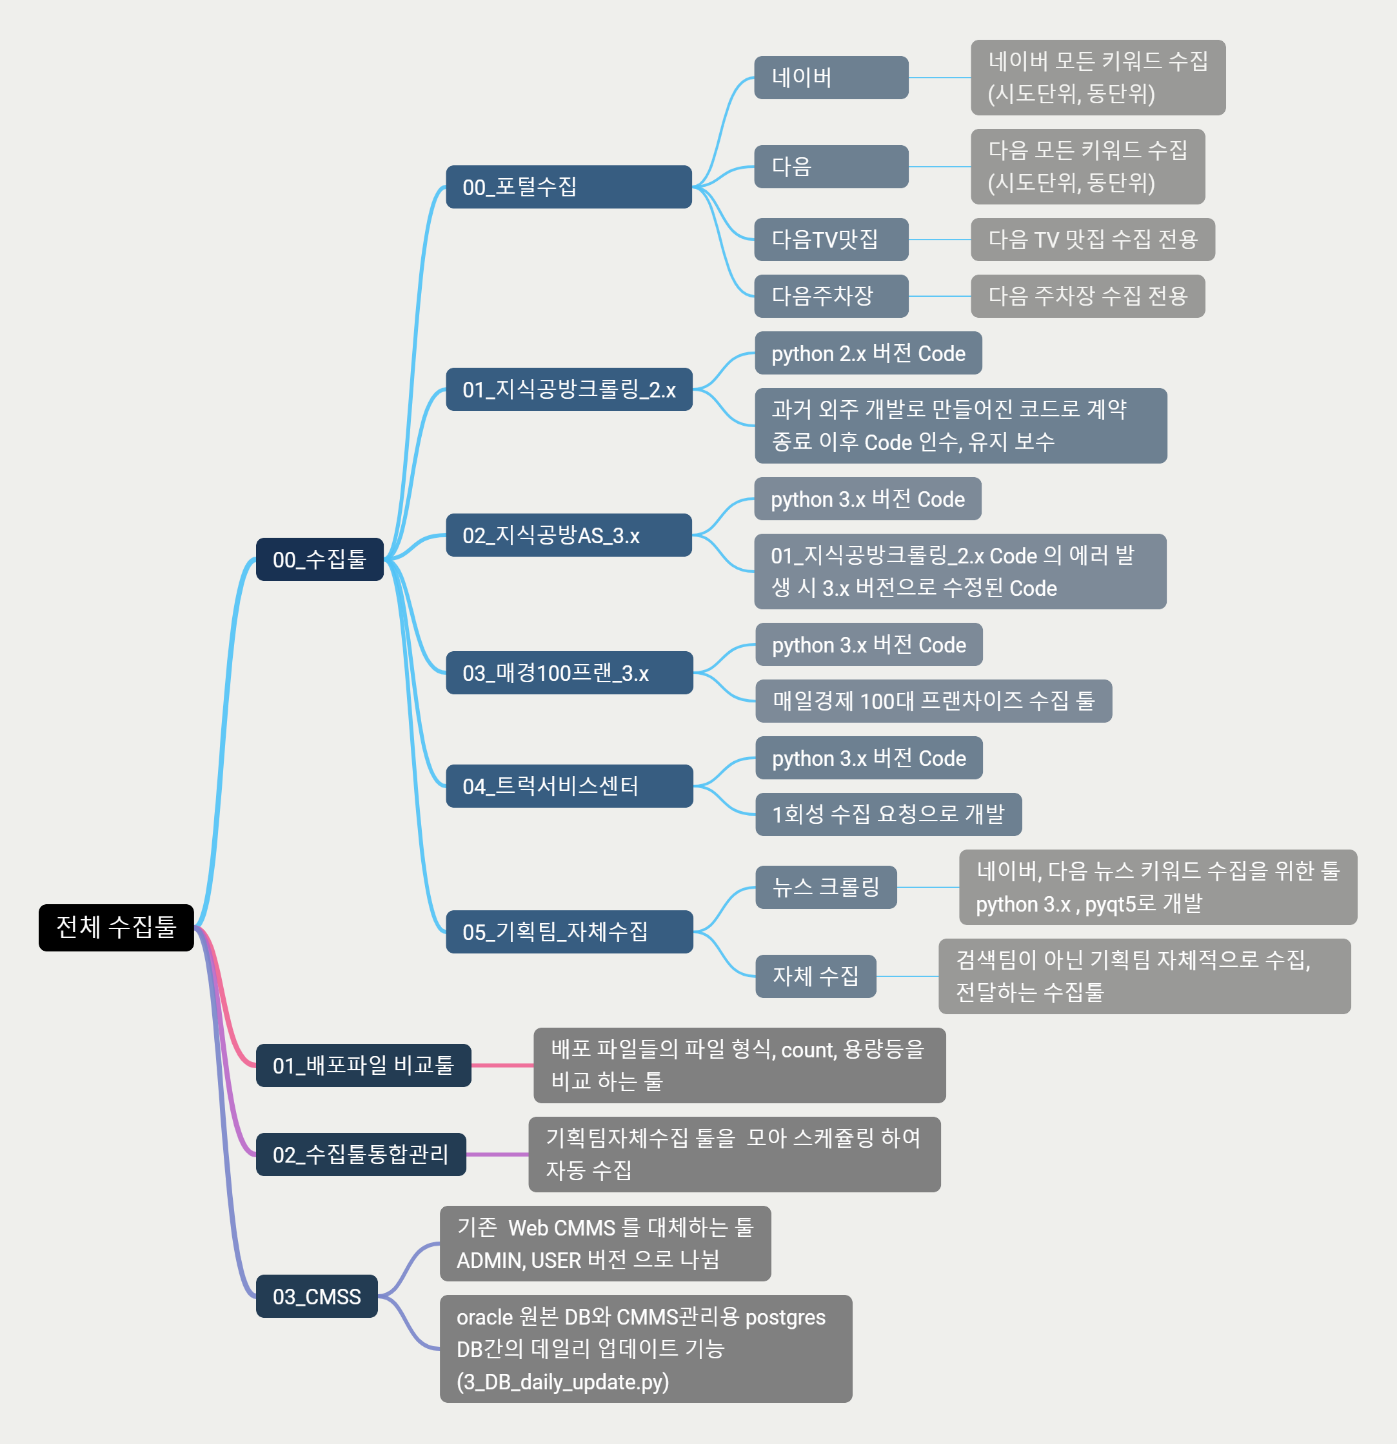 전체 수집툴
00_수집툴
00_포털수집
네이버
네이버 모든 키워드 수집
(시도단위, 동단위)
다음
다음 모든 키워드 수집
(시도단위, 동단위)
다음TV맛집
다음 TV 맛집 수집 전용
다음주차장
다음 주차장 수집 전용
01_지식공방크롤링_2.x
python 2.x 버전 Code
과거 외주 개발로 만들어진 코드로 계약
종료 이후 Code 인수, 유지 보수
02_지식공방AS_3.x
python 3.x 버전 Code
01_지식공방크롤링_2.x Code 의 에러 발
생 시 3.x 버전으로 수정된 Code
03_매경100프랜_3.x
python 3.x 버전 Code
매일경제 100대 프랜차이즈 수집 툴
04_트럭서비스센터
python 3.x 버전 Code
1회성 수집 요청으로 개발
05_기획팀_자체수집
뉴스 크롤링
네이버, 다음 뉴스 키워드 수집을 위한 툴
python 3.x , pyqt5로 개발
자체 수집
검색팀이 아닌 기획팀 자체적으로 수집,
전달하는 수집툴
01_배포파일 비교툴
배포 파일들의 파일 형식, count, 용량등을
비교 하는 툴
02_수집툴통합관리
기획팀자체수집 툴을  모아 스케쥴링 하여
자동 수집
03_CMSS
기존  Web CMMS 를 대체하는 툴
ADMIN, USER 버전 으로 나뉨
oracle 원본 DB와 CMMS관리용 postgres
DB간의 데일리 업데이트 기능
(3_DB_daily_update.py)